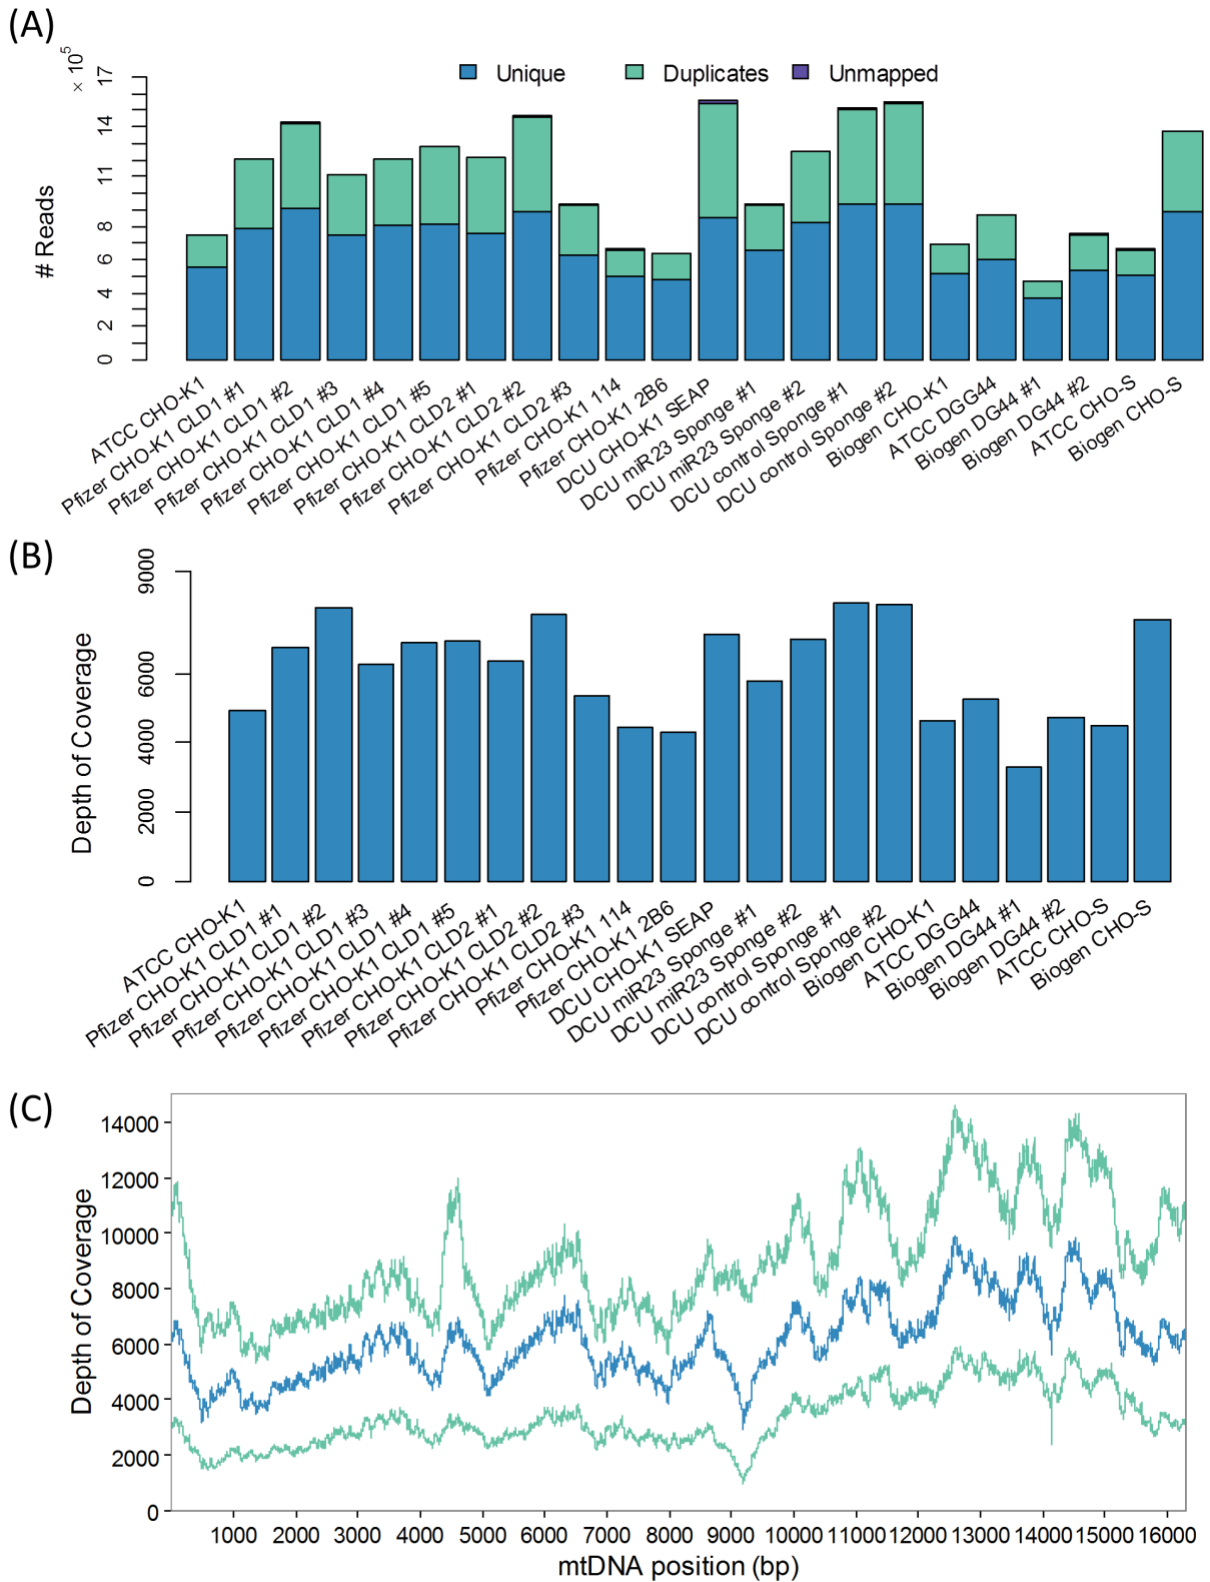 (A)
× 10⁵
17
14
11
8
6
4
2
0
# Reads
Unique
Duplicates
Unmapped
ATCC CHO-K1
Pfizer CHO-K1 CLD1 #1
Pfizer CHO-K1 CLD1 #2
Pfizer CHO-K1 CLD1 #3
Pfizer CHO-K1 CLD1 #4
Pfizer CHO-K1 CLD1 #5
Pfizer CHO-K1 CLD2 #1
Pfizer CHO-K1 CLD2 #2
Pfizer CHO-K1 CLD2 #3
Pfizer CHO-K1 114
Pfizer CHO-K1 2B6
DCU CHO-K1 SEAP
DCU miR23 Sponge #1
DCU miR23 Sponge #2
DCU control Sponge #1
DCU control Sponge #2
Biogen CHO-K1
ATCC DGG44
Biogen DG44 #1
Biogen DG44 #2
ATCC CHO-S
Biogen CHO-S
(B)
9000
6000
4000
2000
0
Depth of Coverage
ATCC CHO-K1
Pfizer CHO-K1 CLD1 #1
Pfizer CHO-K1 CLD1 #2
Pfizer CHO-K1 CLD1 #3
Pfizer CHO-K1 CLD1 #4
Pfizer CHO-K1 CLD1 #5
Pfizer CHO-K1 CLD2 #1
Pfizer CHO-K1 CLD2 #2
Pfizer CHO-K1 CLD2 #3
Pfizer CHO-K1 114
Pfizer CHO-K1 2B6
DCU CHO-K1 SEAP
DCU miR23 Sponge #1
DCU miR23 Sponge #2
DCU control Sponge #1
DCU control Sponge #2
Biogen CHO-K1
ATCC DGG44
Biogen DG44 #1
Biogen DG44 #2
ATCC CHO-S
Biogen CHO-S
(C)
14000
12000
10000
8000
6000
4000
2000
0
Depth of Coverage
1000 2000 3000 4000 5000 6000 7000 8000 9000 10000 11000 12000 13000 14000 15000 16000
mtDNA position (bp)